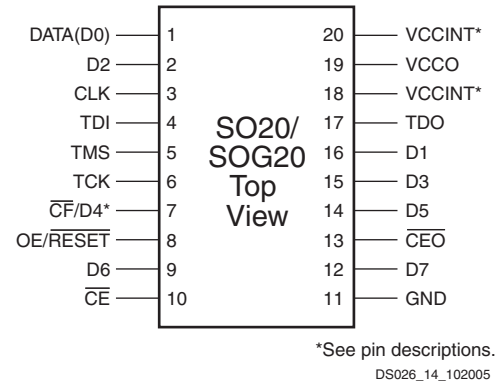 DATA(D0) 1 20 VCCINT*
D2 2 19 VCCO
CLK 3 18 VCCINT*
TDI 4 17 TDO
TMS 5 16 D1
TCK 6 15 D3
CF/D4* 7 14 D5
OE/RESET 8 13 CEO
D6 9 12 D7
CE 10 11 GND
SO20/
SOG20
Top
View
*See pin descriptions.
DS026_14_102005